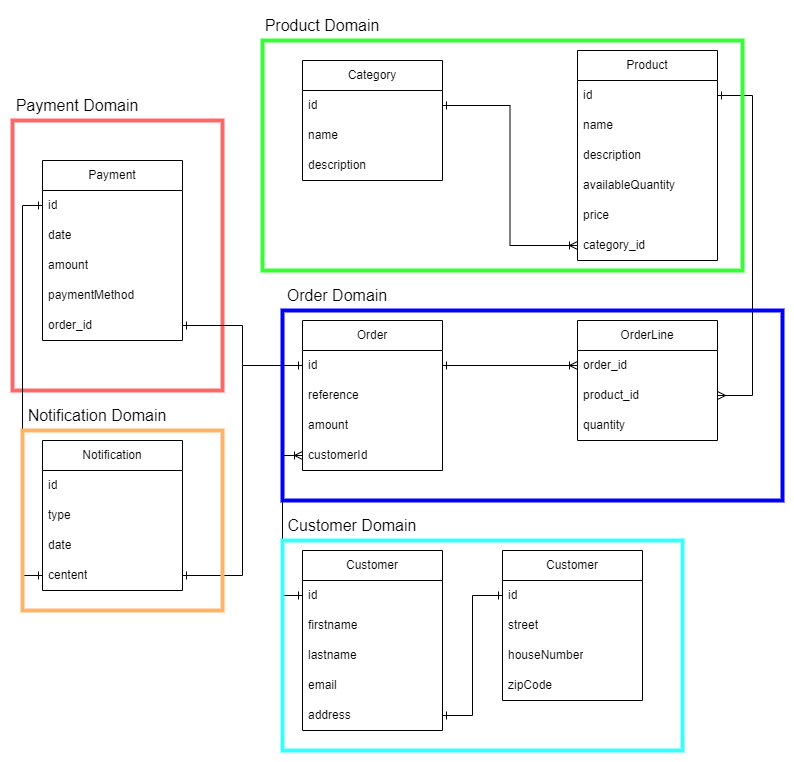 Product Domain
Category
id
name
description
Product
id
name
description
availableQuantity
price
category_id
Payment Domain
Payment
id
date
amount
paymentMethod
order_id
Order Domain
Order
id
reference
amount
customerId
OrderLine
order_id
product_id
quantity
Notification Domain
Notification
id
type
date
centent
Customer Domain
Customer
id
firstname
lastname
email
address
Customer
id
street
houseNumber
zipCode